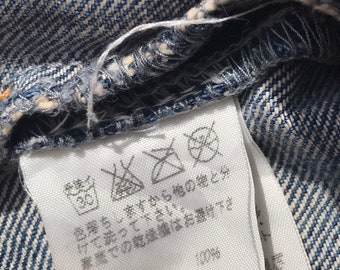 30
色落ちしますから他の物と分
けて洗って下さい。
家庭での乾燥機はお避け下さ
100%